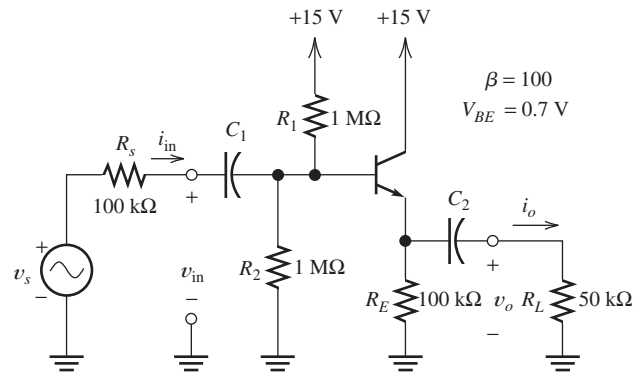 +15 V
+15 V
β = 100
V_BE = 0.7 V
R_1
1 MΩ
C_1
R_s
i_in
100 kΩ
+
C_2
i_o
+
v_s
−
v_in
−
R_2
1 MΩ
+
R_E
100 kΩ
v_o
R_L
50 kΩ
−